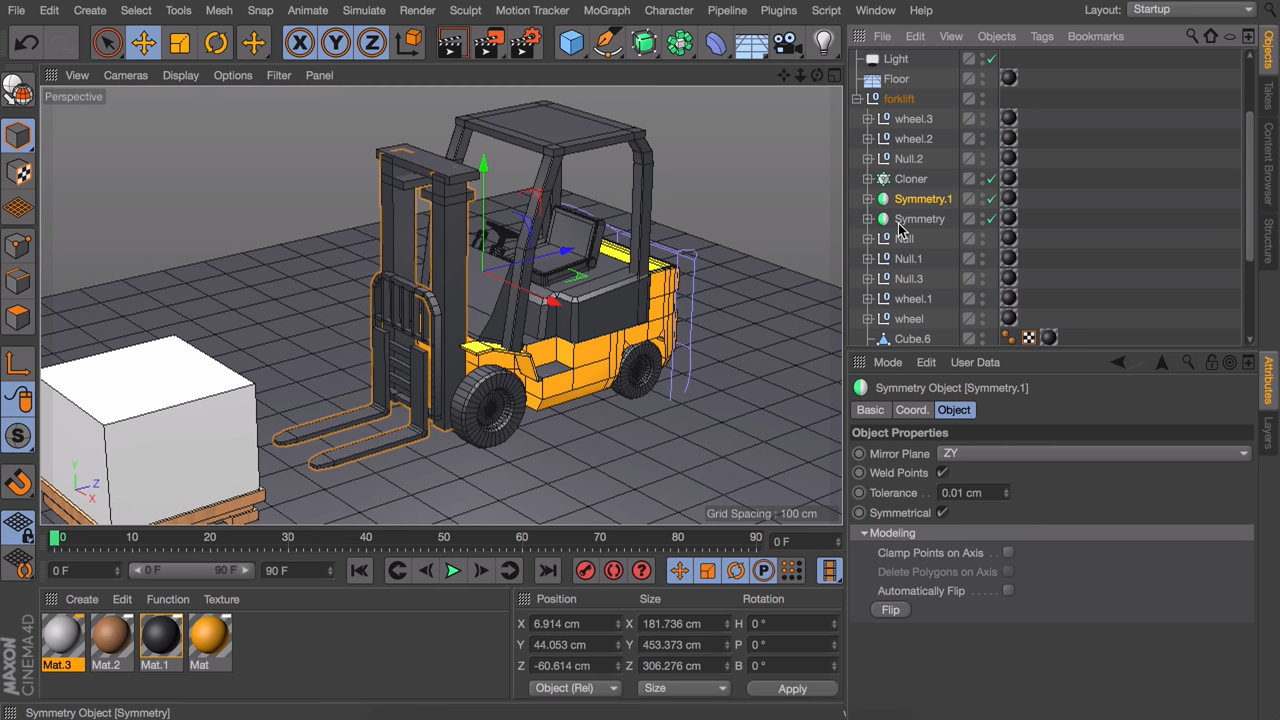 File Edit Create Select Tools Mesh Snap Animate Simulate Render Sculpt Motion Tracker MoGraph Character Pipeline Plugins Script Window Help Layout: Startup
View Cameras Display Options Filter Panel
Perspective
Y
Z
X
Grid Spacing : 100 cm
File Edit View Objects Tags Bookmarks
Light
Floor
forklift
wheel.3
wheel.2
Null.2
Cloner
Symmetry.1
Symmetry
Null
Null.1
Null.3
wheel.1
wheel
Cube.6
Objects
Takes
Content Browser
Structure
Mode Edit User Data
Symmetry Object [Symmetry.1]
Basic Coord. Object
Object Properties
Mirror Plane ZY
Weld Points
Tolerance . . 0.01 cm
Symmetrical
Modeling
Clamp Points on Axis . .
Delete Polygons on Axis
Automatically Flip . . . . . .
Flip
Attributes
Layers
0 10 20 30 40 50 60 70 80 90 0 F
0 F 0 F 90 F 90 F
Create Edit Function Texture
Mat.3 Mat.2 Mat.1 Mat
Position Size Rotation
X 6.914 cm X 181.736 cm H 0 °
Y 44.053 cm Y 453.373 cm P 0 °
Z -60.614 cm Z 306.276 cm B 0 °
Object (Rel) Size Apply
MAXON CINEMA 4D
Symmetry Object [Symmetry]